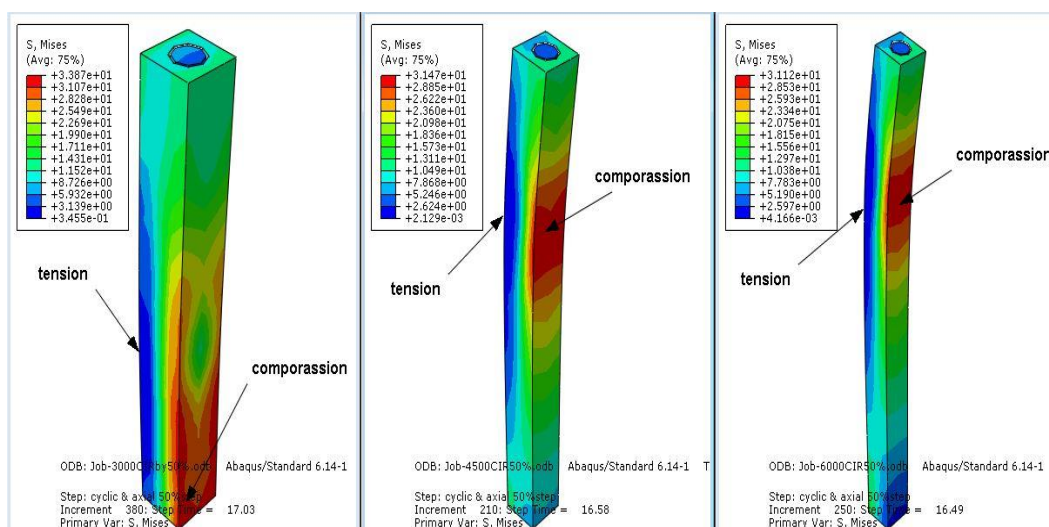 S, Mises
(Avg: 75%)
+3.387e+01
+3.107e+01
+2.828e+01
+2.549e+01
+2.269e+01
+1.990e+01
+1.711e+01
+1.431e+01
+1.152e+01
+8.726e+00
+5.932e+00
+3.139e+00
+3.455e-01
tension
comporassion
ODB: Job-3000CIRby50%.odb Abaqus/Standard 6.14-1
Step: cyclic & axial 50%step
Increment 380: Step Time = 17.03
Primary Var: S, Mises
S, Mises
(Avg: 75%)
+3.147e+01
+2.885e+01
+2.622e+01
+2.360e+01
+2.098e+01
+1.836e+01
+1.573e+01
+1.311e+01
+1.049e+01
+7.868e+00
+5.246e+00
+2.624e+00
+2.129e-03
comporassion
tension
ODB: Job-4500CIR50%.odb Abaqus/Standard 6.14-1 T
Step: cyclic & axial 50%step
Increment 210: Step Time = 16.58
Primary Var: S, Mises
S, Mises
(Avg: 75%)
+3.112e+01
+2.853e+01
+2.593e+01
+2.334e+01
+2.075e+01
+1.815e+01
+1.556e+01
+1.297e+01
+1.038e+01
+7.783e+00
+5.190e+00
+2.597e+00
+4.166e-03
comporassion
tension
ODB: Job-6000CIR50%.odb Abaqus/Standard 6.14-1
Step: cyclic & axial 50%step
Increment 250: Step Time = 16.49
Primary Var: S, Mises